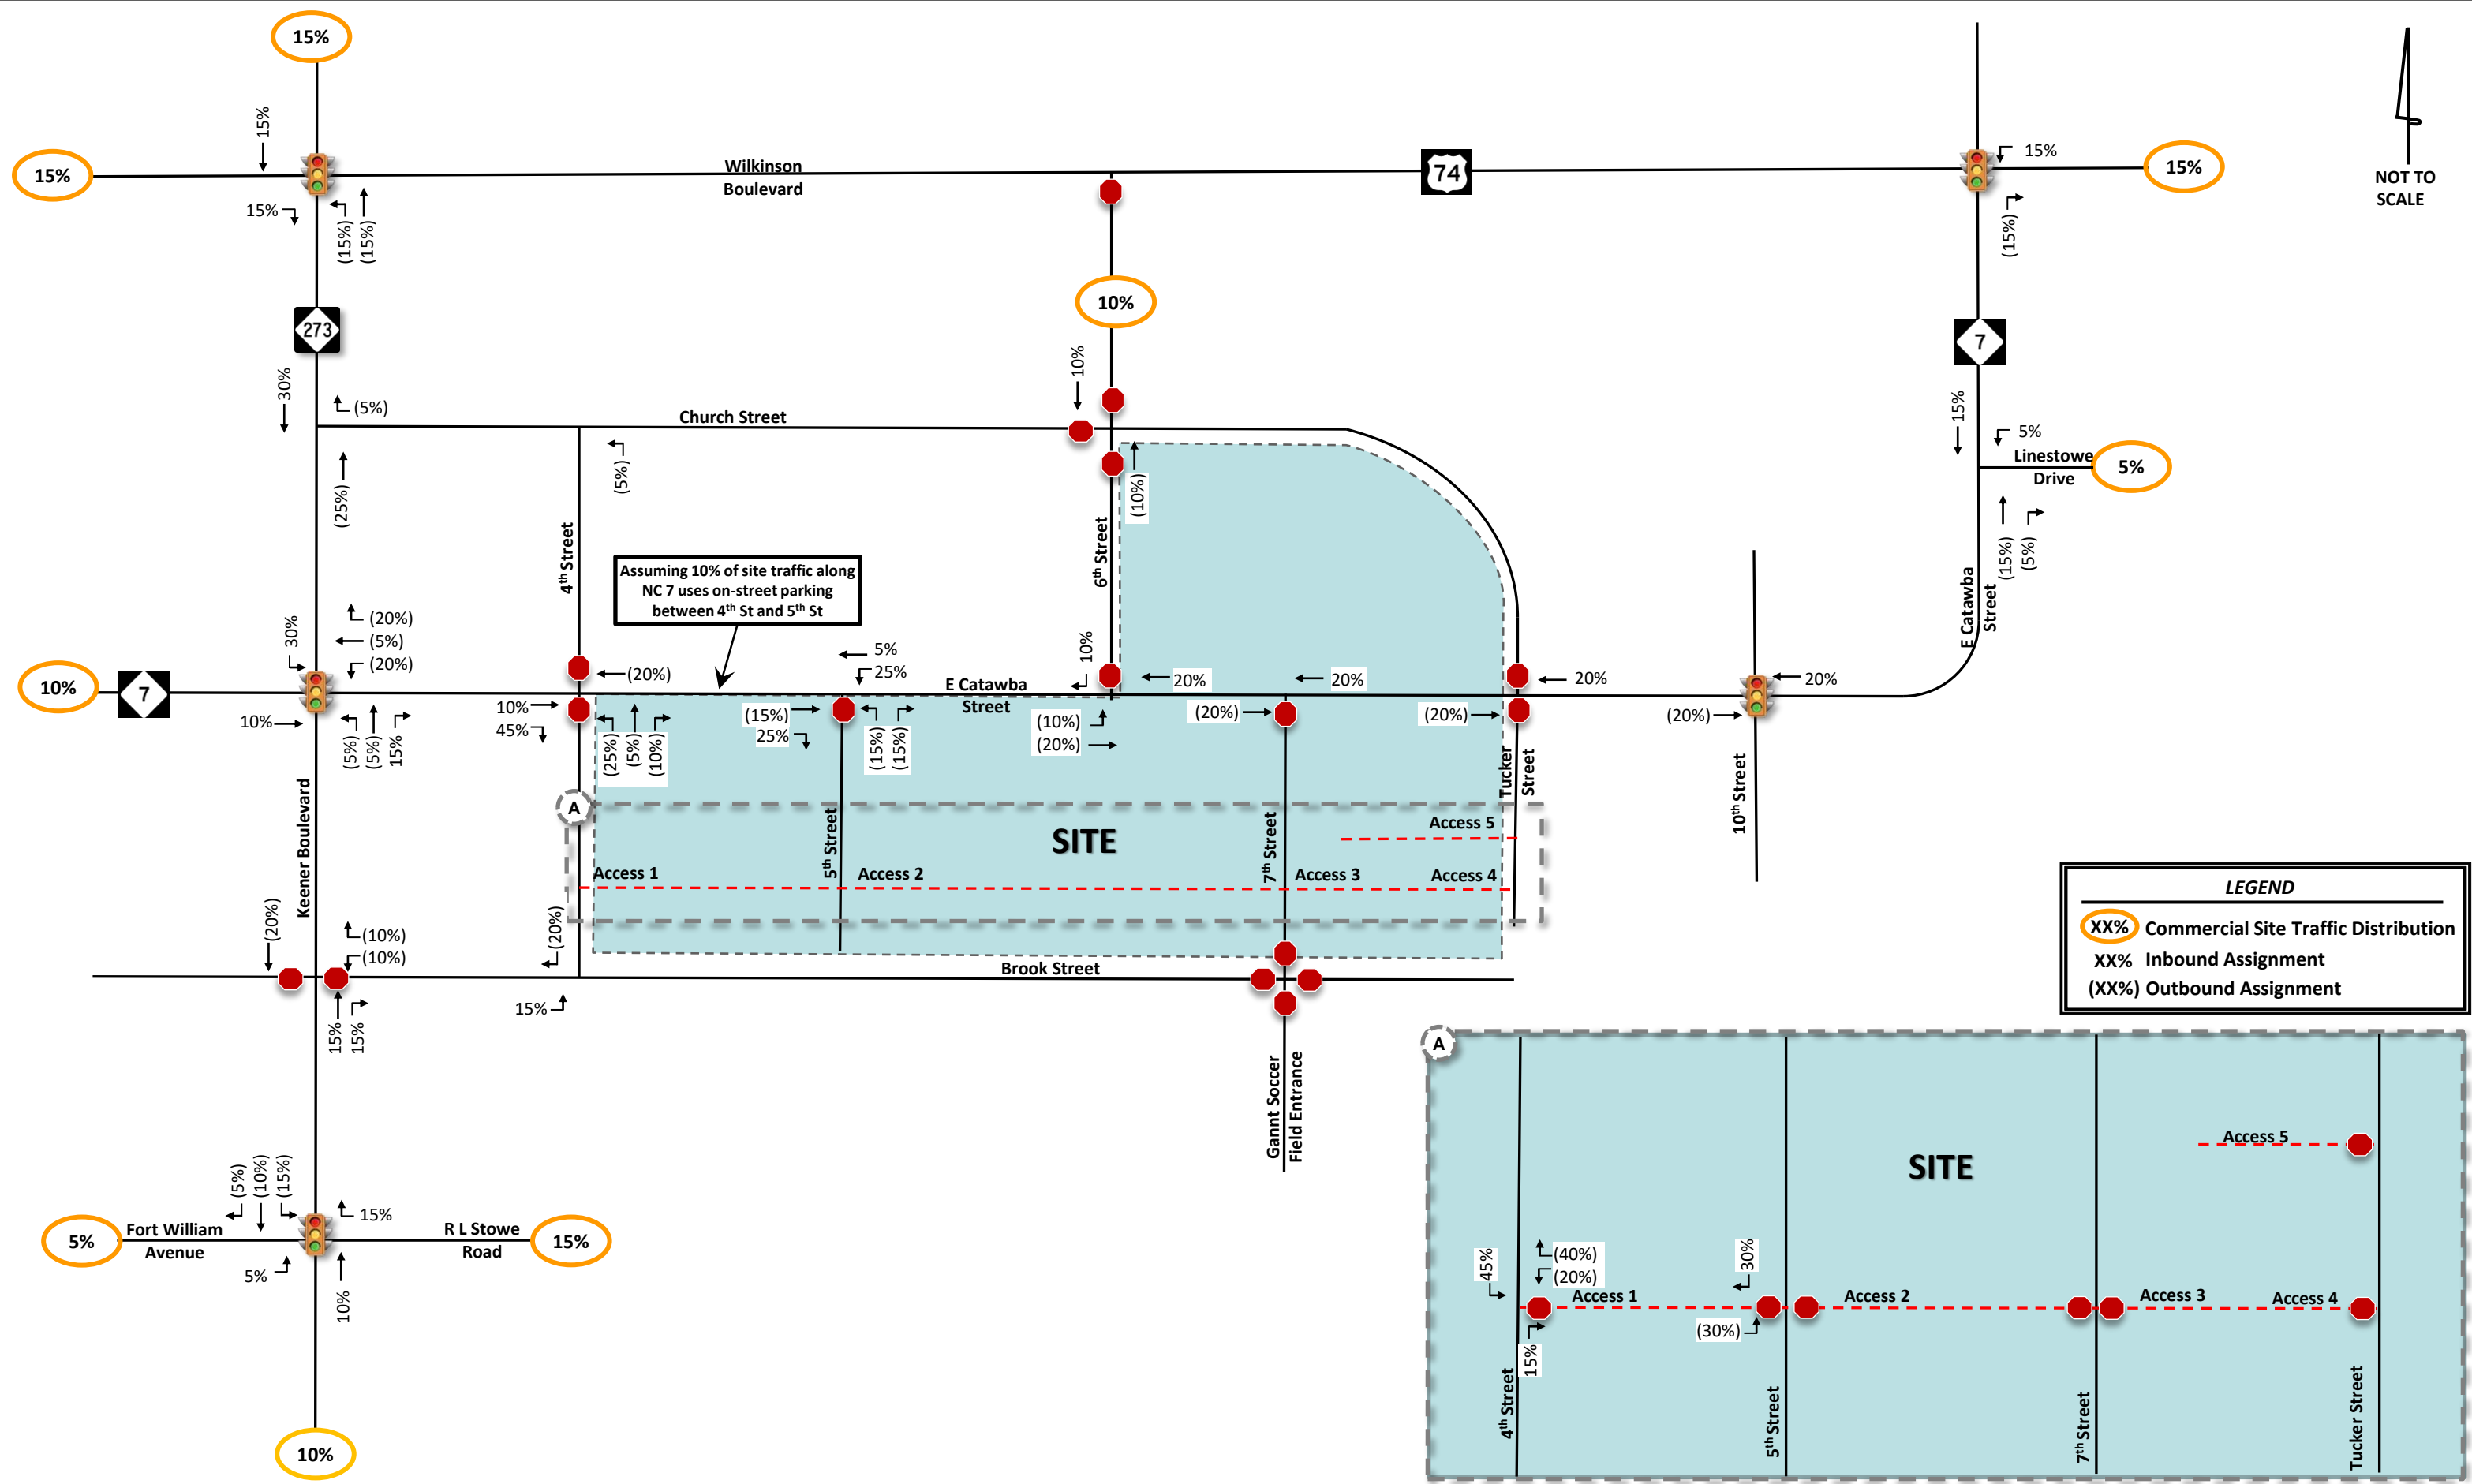 15%
15%
15%
15%
(15%)
(15%)
Wilkinson
Boulevard
74
15%
15%
(15%)
NOT TO
SCALE
273
10%
7
30%
(5%)
Church Street
10%
(25%)
(5%)
(10%)
15%
5%
Linestowe
Drive
5%
(15%)
(5%)
E Catawba
Street
4th Street
6th Street
Assuming 10% of site traffic along
NC 7 uses on-street parking
between 4th St and 5th St
30%
(20%)
(5%)
(20%)
10%
7
10%
(5%)
(5%)
15%
(20%)
10%
45%
(25%)
(5%)
(10%)
5%
25%
(15%)
25%
(15%)
(15%)
E Catawba
Street
10%
20%
(10%)
(20%)
20%
(20%)
20%
(20%)
20%
(20%)
Tucker
Street
10th Street
Keener Boulevard
A
SITE
5th Street
7th Street
Access 5
Access 1
Access 2
Access 3
Access 4
(20%)
(10%)
(10%)
(20%)
Brook Street
15%
15%
15%
Gannt Soccer
Field Entrance
LEGEND
XX% Commercial Site Traffic Distribution
XX% Inbound Assignment
(XX%) Outbound Assignment
(5%)
(10%)
(15%)
15%
5%
Fort William
Avenue
R L Stowe
Road
15%
5%
10%
10%
A
SITE
Access 5
45%
(40%)
(20%)
Access 1
15%
30%
(30%)
Access 2
Access 3
Access 4
4th Street
5th Street
7th Street
Tucker Street